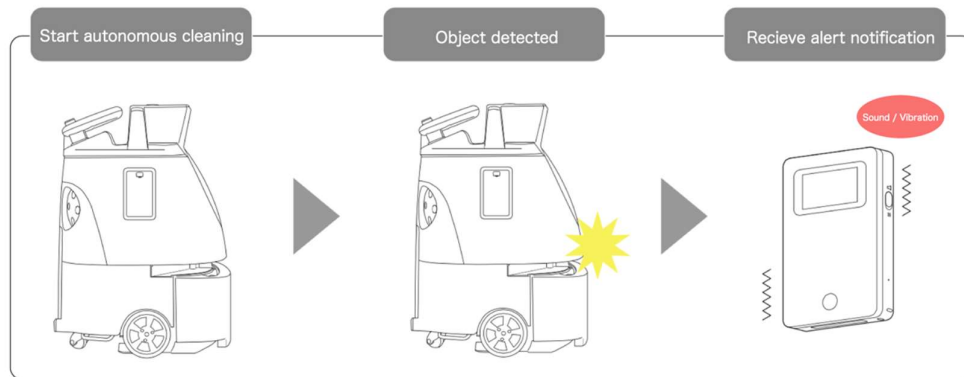 Start autonomous cleaning
Object detected
Recieve alert notification
Sound / Vibration